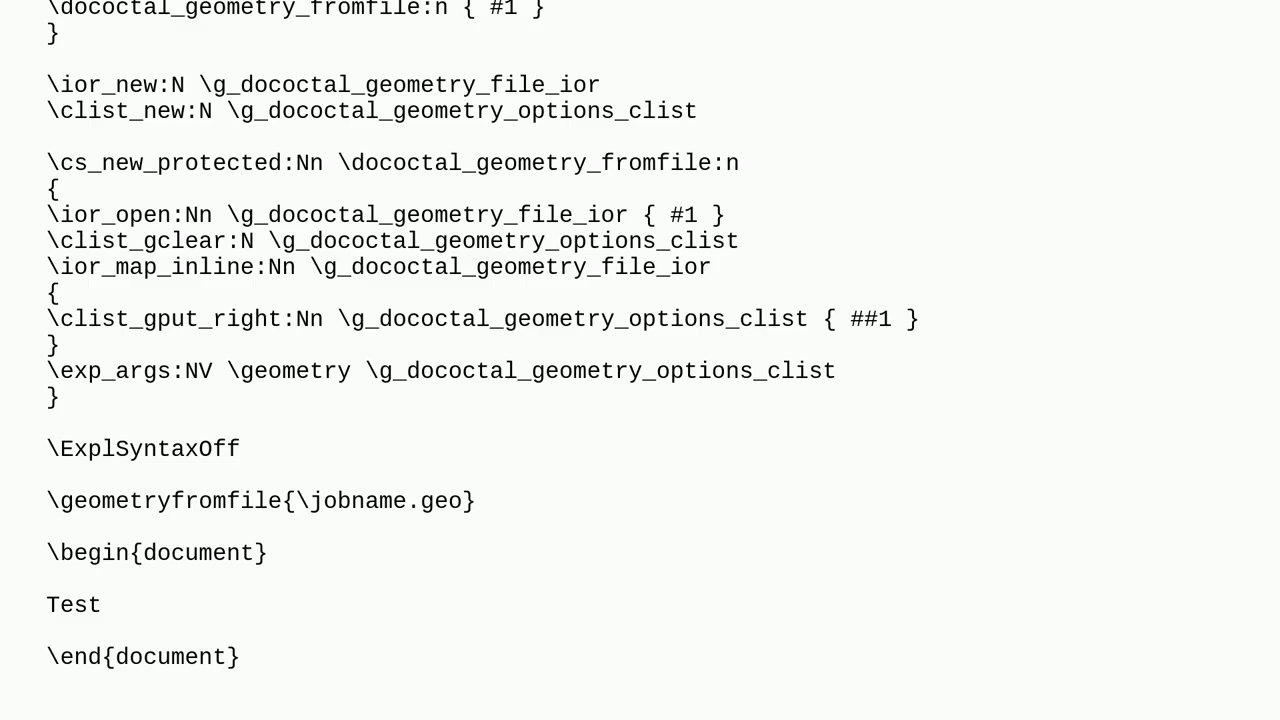 \dococtal_geometry_fromfile:n { #1 }
}
\ior_new:N \g_dococtal_geometry_file_ior
\clist_new:N \g_dococtal_geometry_options_clist
\cs_new_protected:Nn \dococtal_geometry_fromfile:n
{
\ior_open:Nn \g_dococtal_geometry_file_ior { #1 }
\clist_gclear:N \g_dococtal_geometry_options_clist
\ior_map_inline:Nn \g_dococtal_geometry_file_ior
{
\clist_gput_right:Nn \g_dococtal_geometry_options_clist { ##1 }
}
\exp_args:NV \geometry \g_dococtal_geometry_options_clist
}
\ExplSyntaxOff
\geometryfromfile{\jobname.geo}
\begin{document}
Test
\end{document}